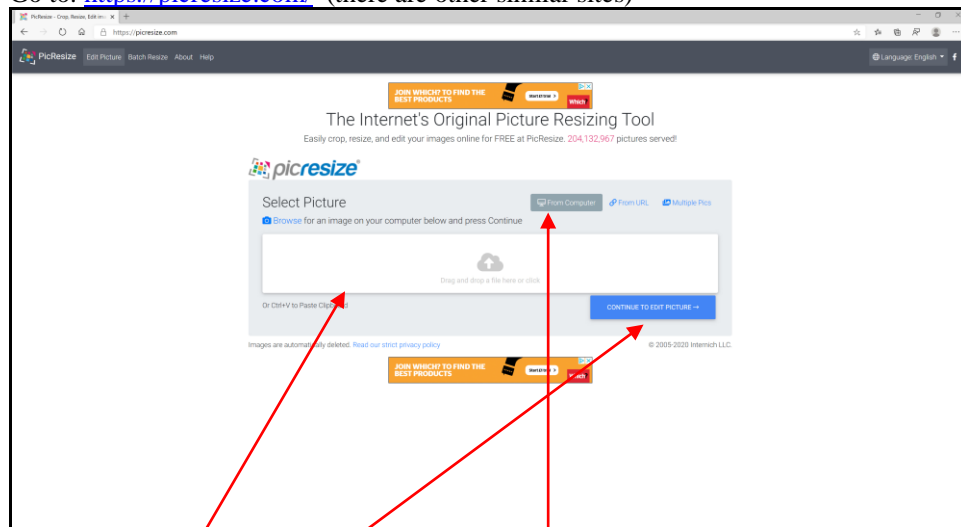 Go to: https://picresize.com/ (there are other similar sites)
PicResize - Crop, Resize, Edit
https://picresize.com
PicResize Edit Picture Batch Resize About Help
Language: English
JOIN WHICH? TO FIND THE
BEST PRODUCTS
Which?
The Internet's Original Picture Resizing Tool
Easily crop, resize, and edit your images online for FREE at PicResize. 204,132,967 pictures served!
picresize
Select Picture From Computer From URL Multiple Pics
Browse for an image on your computer below and press Continue
Drag and drop a file here or click
Or Ctrl+V to Paste
CONTINUE TO EDIT PICTURE →
Images are automatically deleted. Read our strict privacy policy © 2005-2020 Internich LLC
JOIN WHICH? TO FIND THE
BEST PRODUCTS